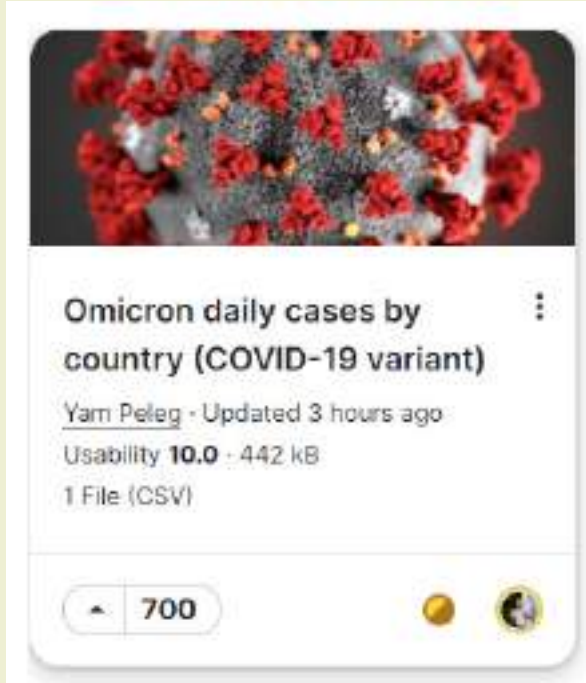 Omicron daily cases by
country (COVID-19 variant)
Yam Peleg · Updated 3 hours ago
Usability 10.0 · 442 kB
1 File (CSV)
700